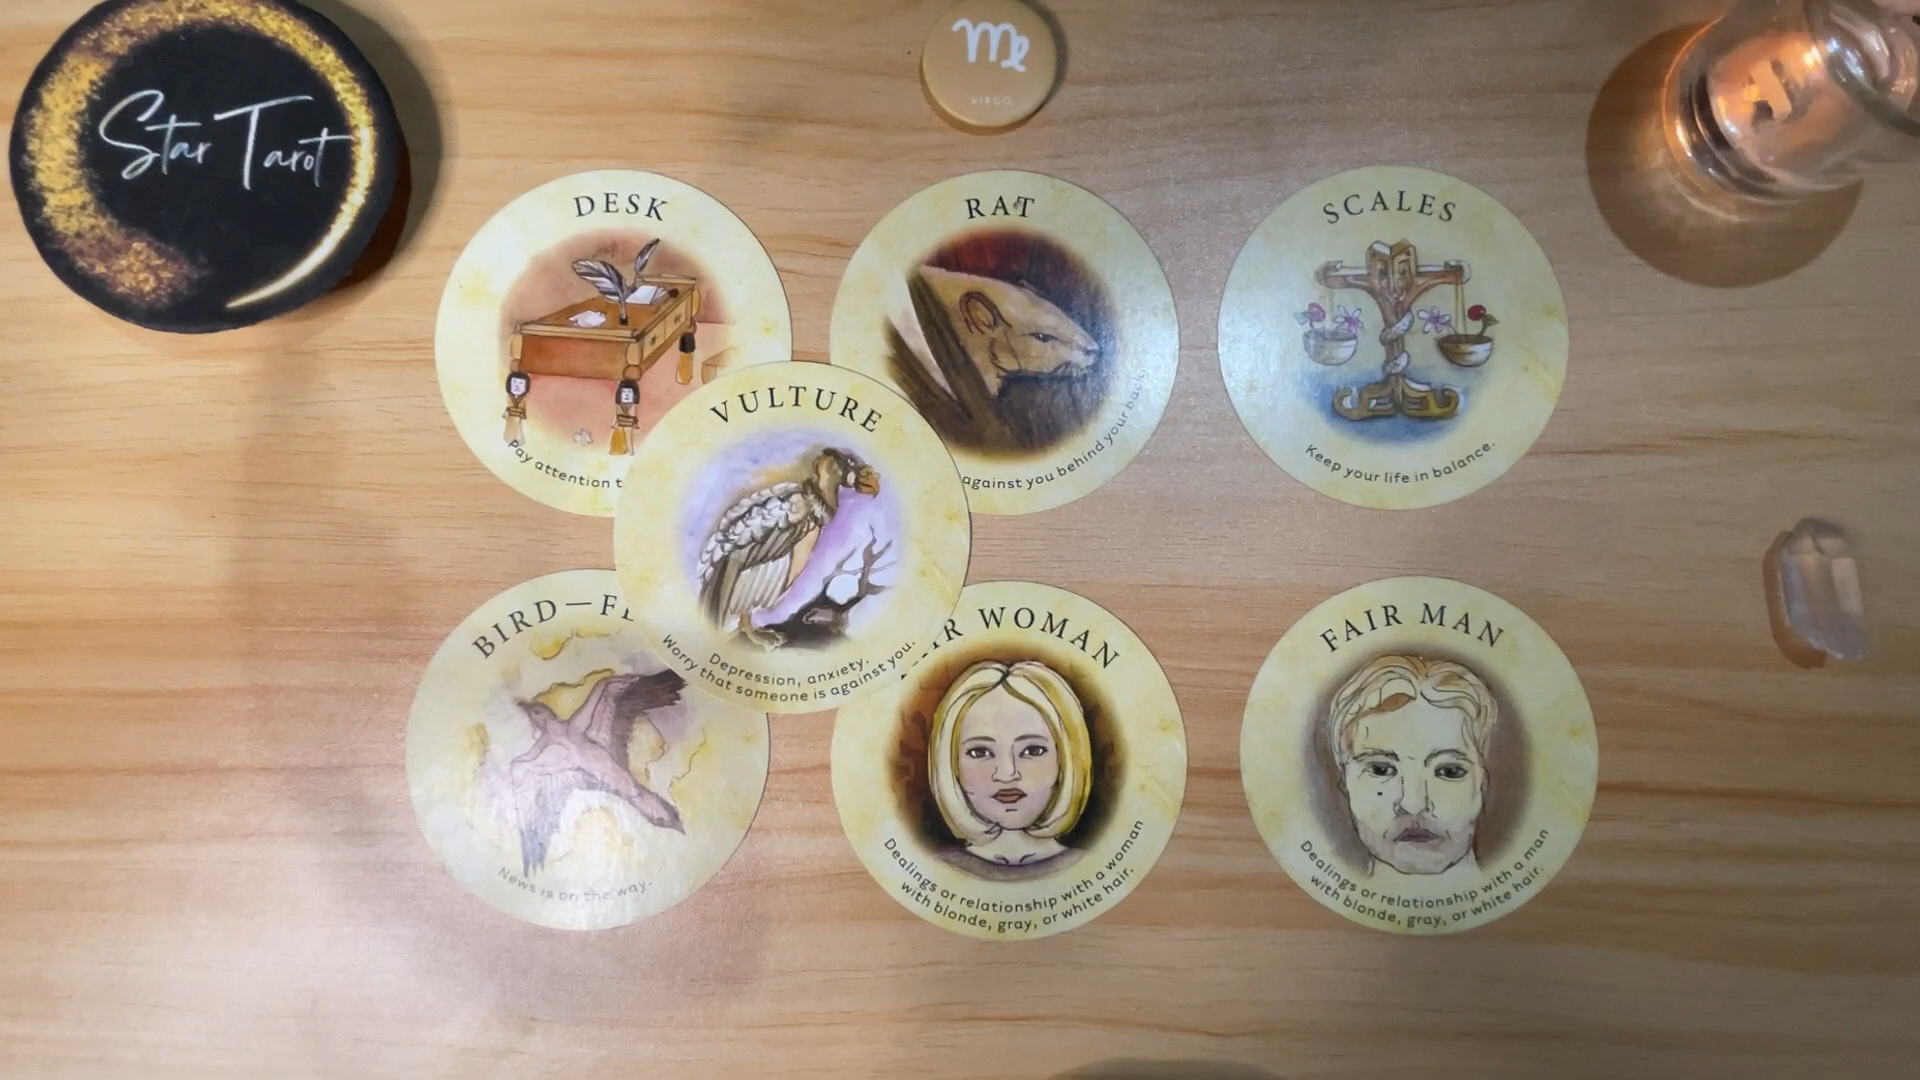 Star Tarot
VIRGO
DESK
Pay attention t
RAT
against you behind your back.
SCALES
Keep your life in balance.
VULTURE
Depression, anxiety.
Worry that someone is against you.
BIRD—F
News is on the way.
WOMAN
Dealings or relationship with a woman
with blonde, gray, or white hair.
FAIR MAN
Dealings or relationship with a man
with blonde, gray, or white hair.